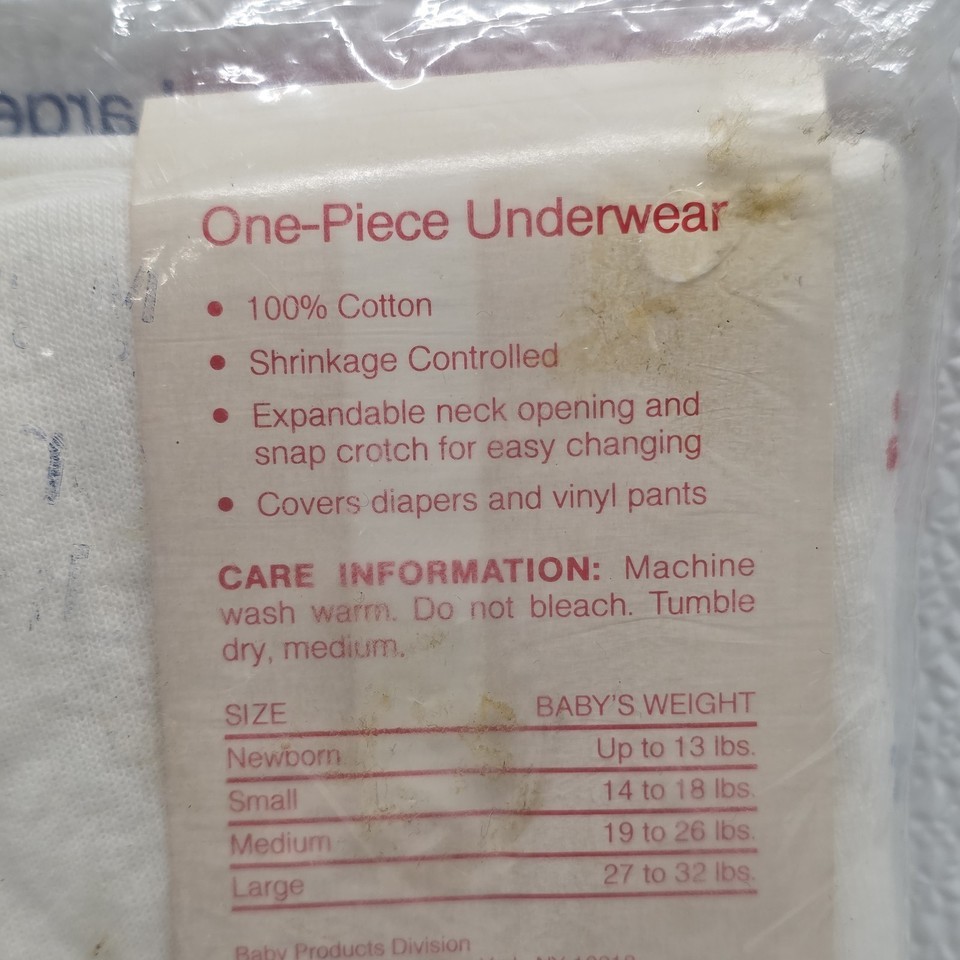 Large
One-Piece Underwear
• 100% Cotton
• Shrinkage Controlled
• Expandable neck opening and
snap crotch for easy changing
• Covers diapers and vinyl pants
CARE INFORMATION: Machine
wash warm. Do not bleach. Tumble
dry, medium.
SIZE BABY'S WEIGHT
Newborn Up to 13 lbs.
Small 14 to 18 lbs.
Medium 19 to 26 lbs.
Large 27 to 32 lbs.
Baby Products Division